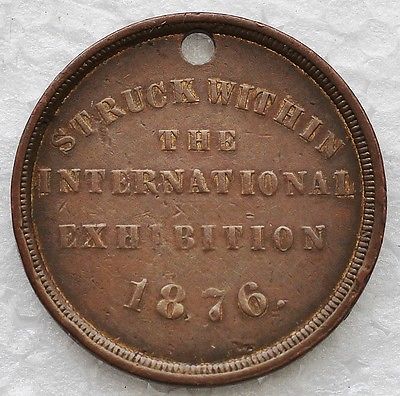 STRUCK WITHIN
THE
INTERNATIONAL
EXHIBITION
1876.